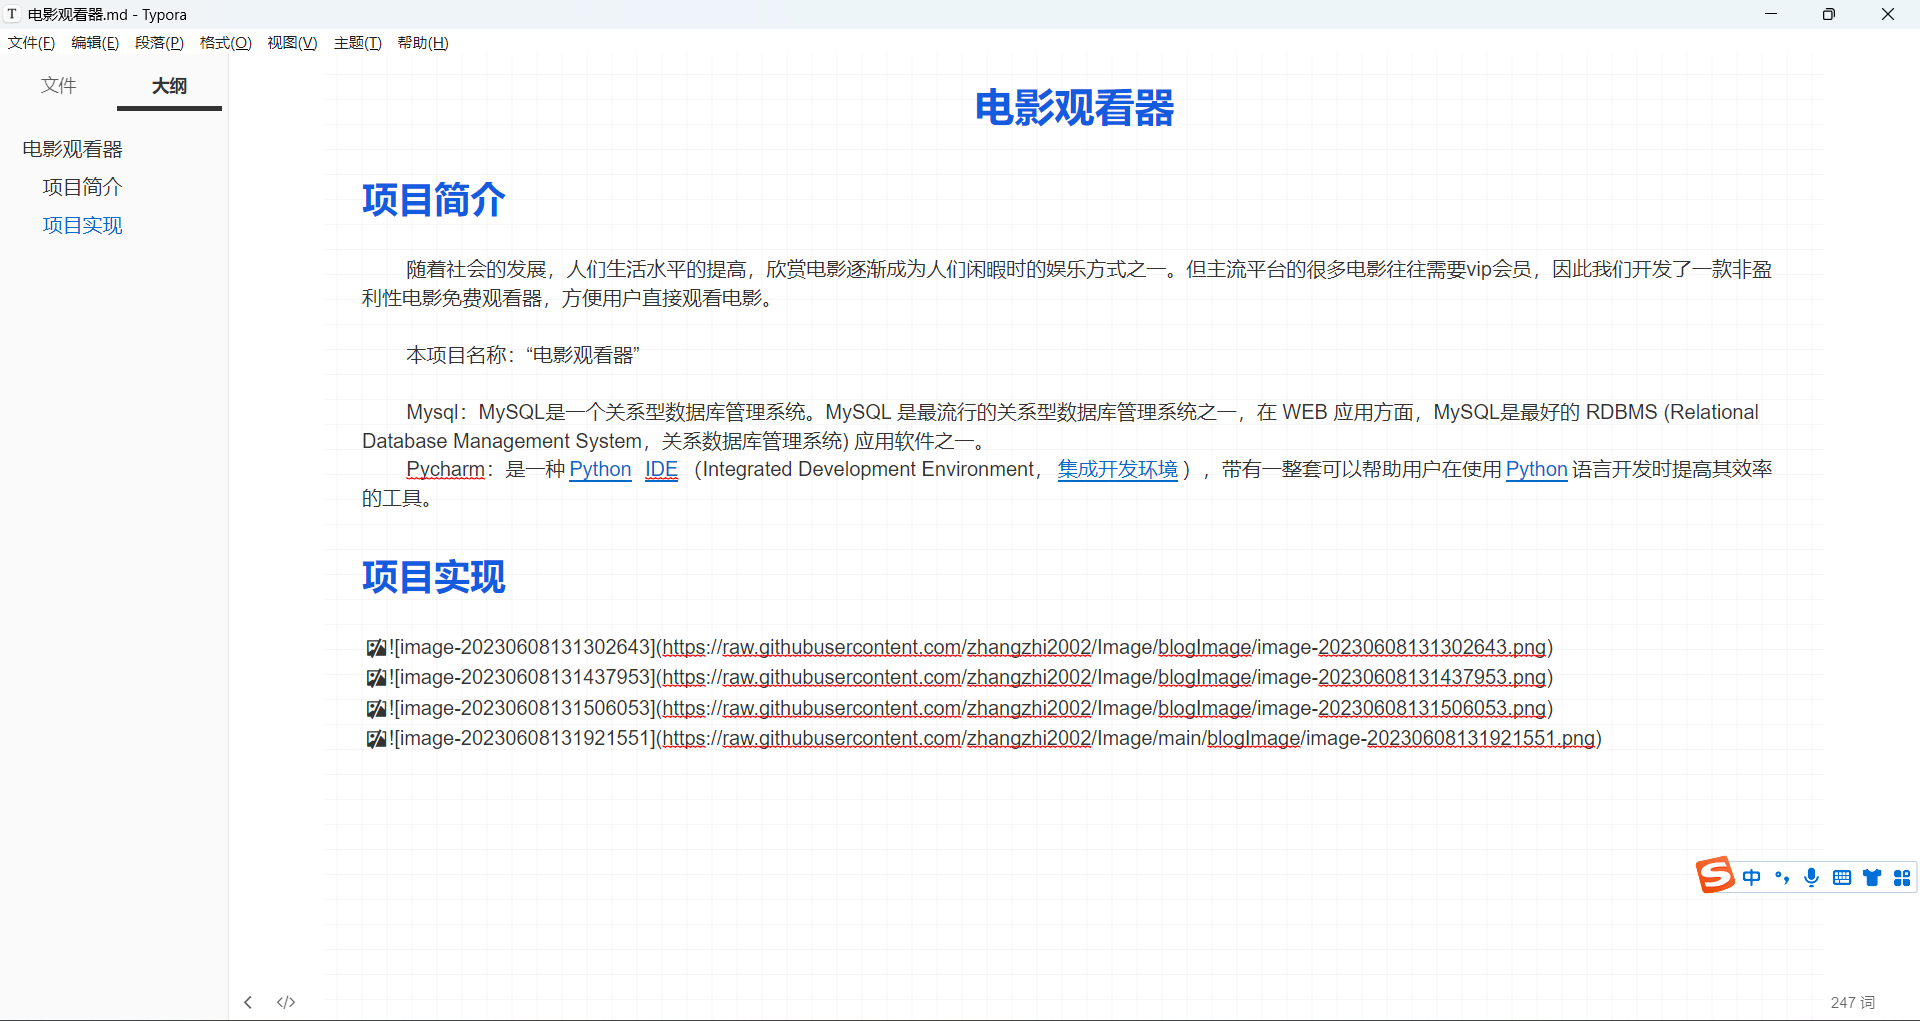 电影观看器.md - Typora
文件(F) 编辑(E) 段落(P) 格式(O) 视图(V) 主题(T) 帮助(H)
文件 大纲
电影观看器
项目简介
项目实现
电影观看器
项目简介
随着社会的发展，人们生活水平的提高，欣赏电影逐渐成为人们闲暇时的娱乐方式之一。但主流平台的很多电影往往需要vip会员，因此我们开发了一款非盈
利性电影免费观看器，方便用户直接观看电影。
本项目名称：“电影观看器”
Mysql：MySQL是一个关系型数据库管理系统。MySQL 是最流行的关系型数据库管理系统之一，在 WEB 应用方面，MySQL是最好的 RDBMS (Relational
Database Management System，关系数据库管理系统) 应用软件之一。
Pycharm：是一种 Python IDE （Integrated Development Environment， 集成开发环境 ），带有一整套可以帮助用户在使用 Python 语言开发时提高其效率
的工具。
项目实现
![image-20230608131302643](https://raw.githubusercontent.com/zhangzhi2002/Image/blogImage/image-20230608131302643.png)
![image-20230608131437953](https://raw.githubusercontent.com/zhangzhi2002/Image/blogImage/image-20230608131437953.png)
![image-20230608131506053](https://raw.githubusercontent.com/zhangzhi2002/Image/blogImage/image-20230608131506053.png)
![image-20230608131921551](https://raw.githubusercontent.com/zhangzhi2002/Image/main/blogImage/image-20230608131921551.png)
中
247 词